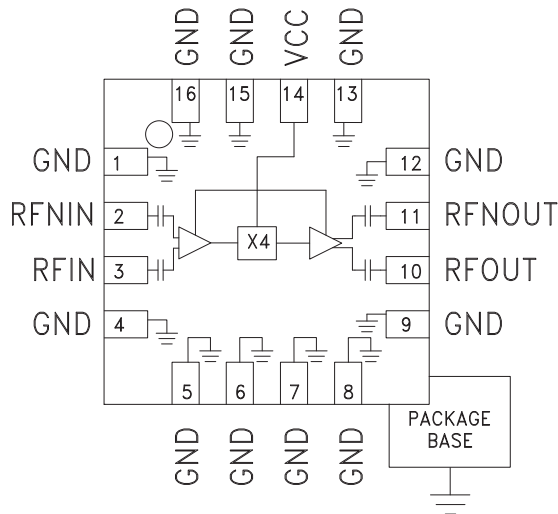 GND
GND
VCC
GND
16
15
14
13
GND 1
12 GND
RFNIN 2
11 RFNOUT
X4
RFIN 3
10 RFOUT
GND 4
9 GND
5
6
7
8
GND
GND
GND
GND
PACKAGE
BASE